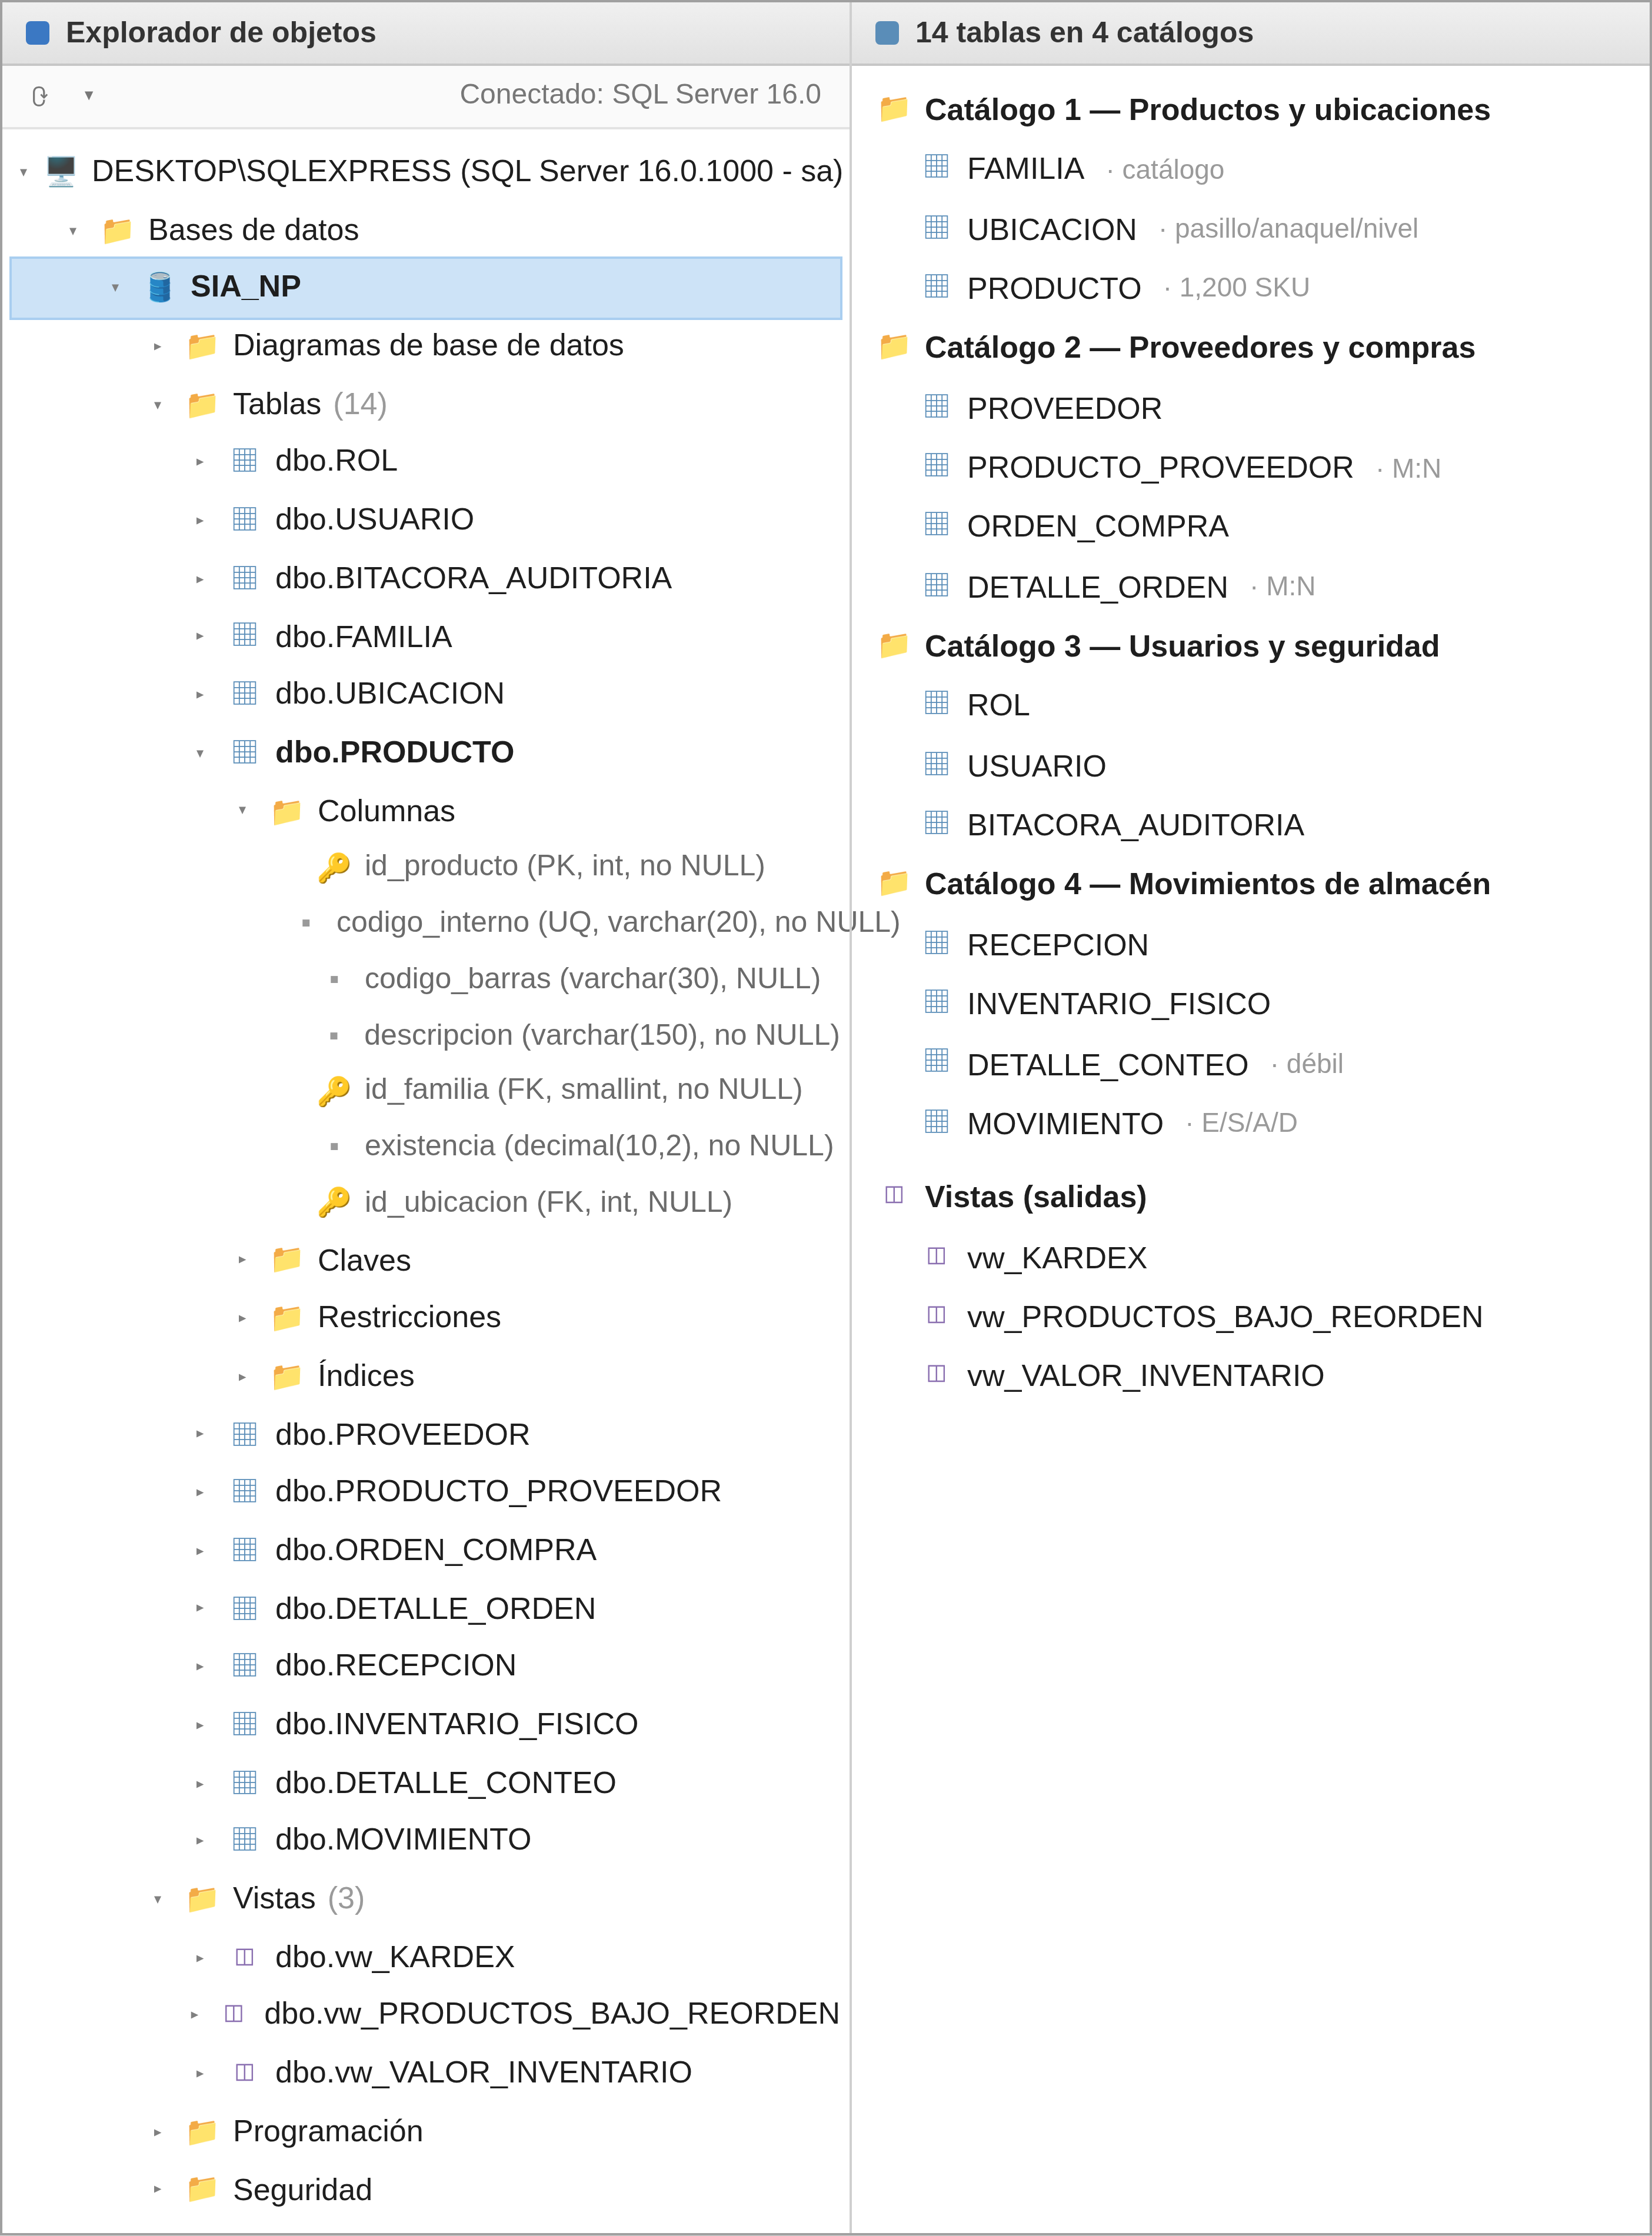 Explorador de objetos
Conectado: SQL Server 16.0
DESKTOP\SQLEXPRESS (SQL Server 16.0.1000 - sa)
Bases de datos
SIA_NP
Diagramas de base de datos
Tablas (14)
dbo.ROL
dbo.USUARIO
dbo.BITACORA_AUDITORIA
dbo.FAMILIA
dbo.UBICACION
dbo.PRODUCTO
Columnas
id_producto (PK, int, no NULL)
codigo_interno (UQ, varchar(20), no NULL)
codigo_barras (varchar(30), NULL)
descripcion (varchar(150), no NULL)
id_familia (FK, smallint, no NULL)
existencia (decimal(10,2), no NULL)
id_ubicacion (FK, int, NULL)
Claves
Restricciones
Índices
dbo.PROVEEDOR
dbo.PRODUCTO_PROVEEDOR
dbo.ORDEN_COMPRA
dbo.DETALLE_ORDEN
dbo.RECEPCION
dbo.INVENTARIO_FISICO
dbo.DETALLE_CONTEO
dbo.MOVIMIENTO
Vistas (3)
dbo.vw_KARDEX
dbo.vw_PRODUCTOS_BAJO_REORDEN
dbo.vw_VALOR_INVENTARIO
Programación
Seguridad
14 tablas en 4 catálogos
Catálogo 1 — Productos y ubicaciones
FAMILIA · catálogo
UBICACION · pasillo/anaquel/nivel
PRODUCTO · 1,200 SKU
Catálogo 2 — Proveedores y compras
PROVEEDOR
PRODUCTO_PROVEEDOR · M:N
ORDEN_COMPRA
DETALLE_ORDEN · M:N
Catálogo 3 — Usuarios y seguridad
ROL
USUARIO
BITACORA_AUDITORIA
Catálogo 4 — Movimientos de almacén
RECEPCION
INVENTARIO_FISICO
DETALLE_CONTEO · débil
MOVIMIENTO · E/S/A/D
Vistas (salidas)
vw_KARDEX
vw_PRODUCTOS_BAJO_REORDEN
vw_VALOR_INVENTARIO